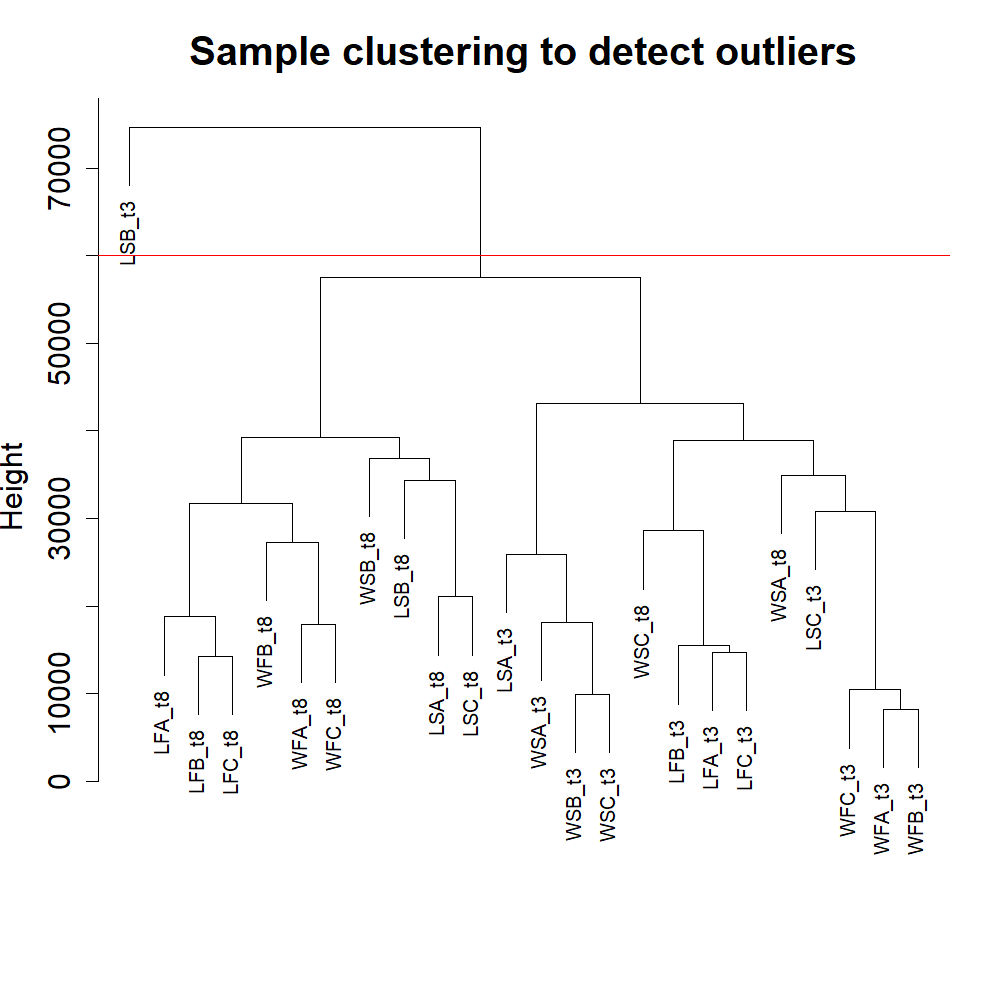 Sample clustering to detect outliers
Height
70000
50000
30000
10000
0
LSB_t3
LFA_t8
LFB_t8
LFC_t8
WFB_t8
WFA_t8
WFC_t8
WSB_t8
LSB_t8
LSA_t8
LSC_t8
LSA_t3
WSA_t3
WSB_t3
WSC_t3
WSC_t8
LFB_t3
LFA_t3
LFC_t3
WSA_t8
LSC_t3
WFC_t3
WFA_t3
WFB_t3